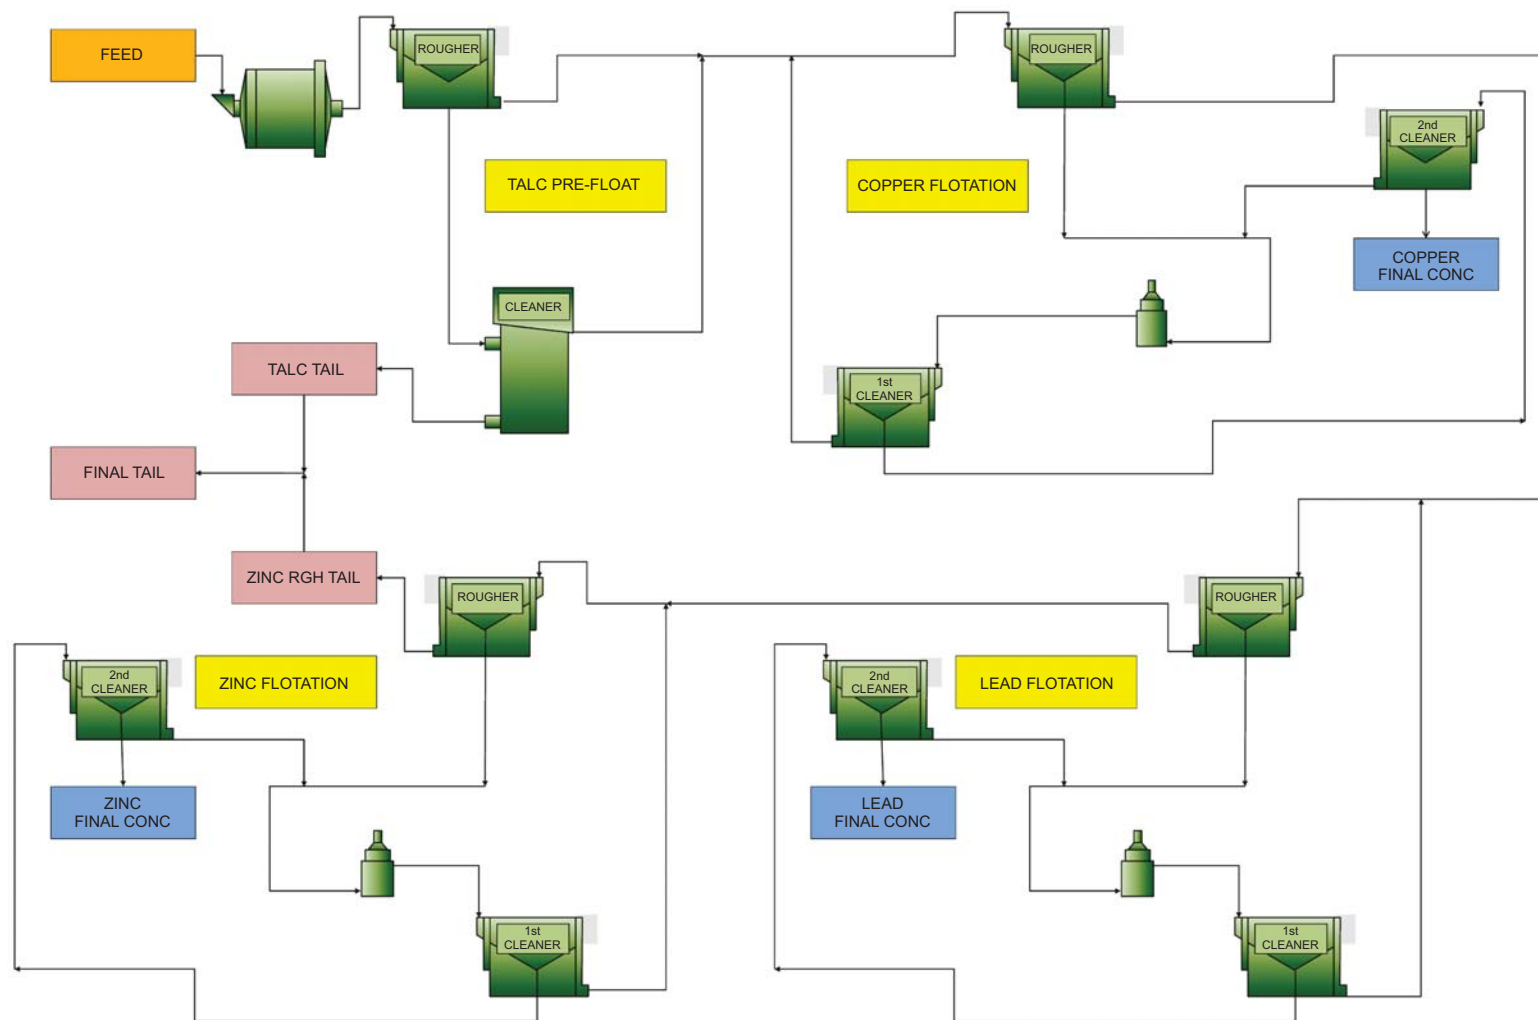 FEED
ROUGHER
ROUGHER
2nd
CLEANER
TALC PRE-FLOAT
COPPER FLOTATION
COPPER
FINAL CONC
CLEANER
TALC TAIL
1st
CLEANER
FINAL TAIL
ZINC RGH TAIL
ROUGHER
ROUGHER
2nd
CLEANER
ZINC FLOTATION
2nd
CLEANER
LEAD FLOTATION
ZINC
FINAL CONC
LEAD
FINAL CONC
1st
CLEANER
1st
CLEANER